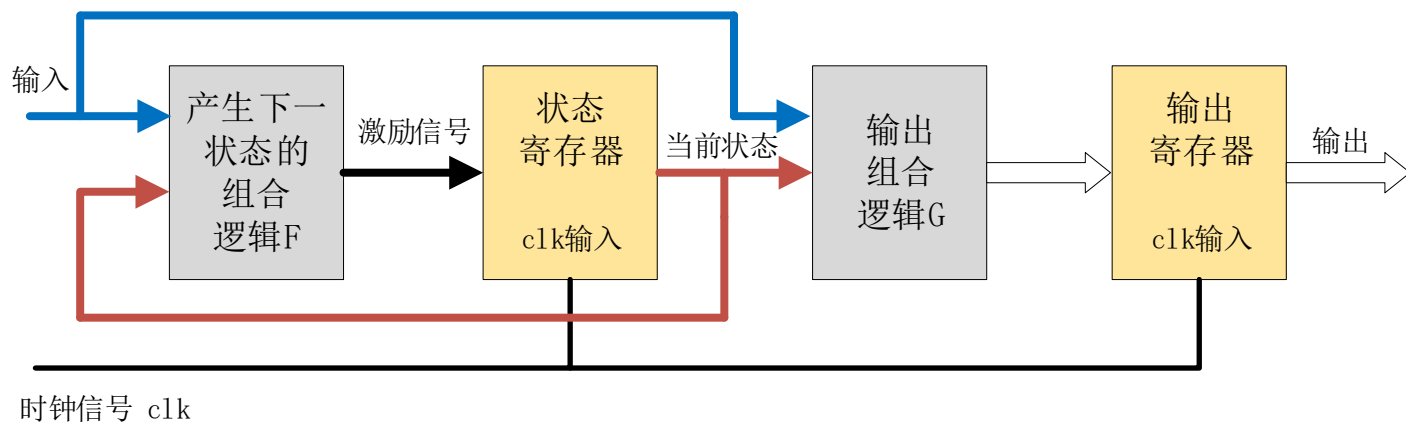 输入
产生下一
状态的
组合
逻辑F
激励信号
状态
寄存器
clk输入
当前状态
输出
组合
逻辑G
输出
寄存器
clk输入
输出
时钟信号 clk